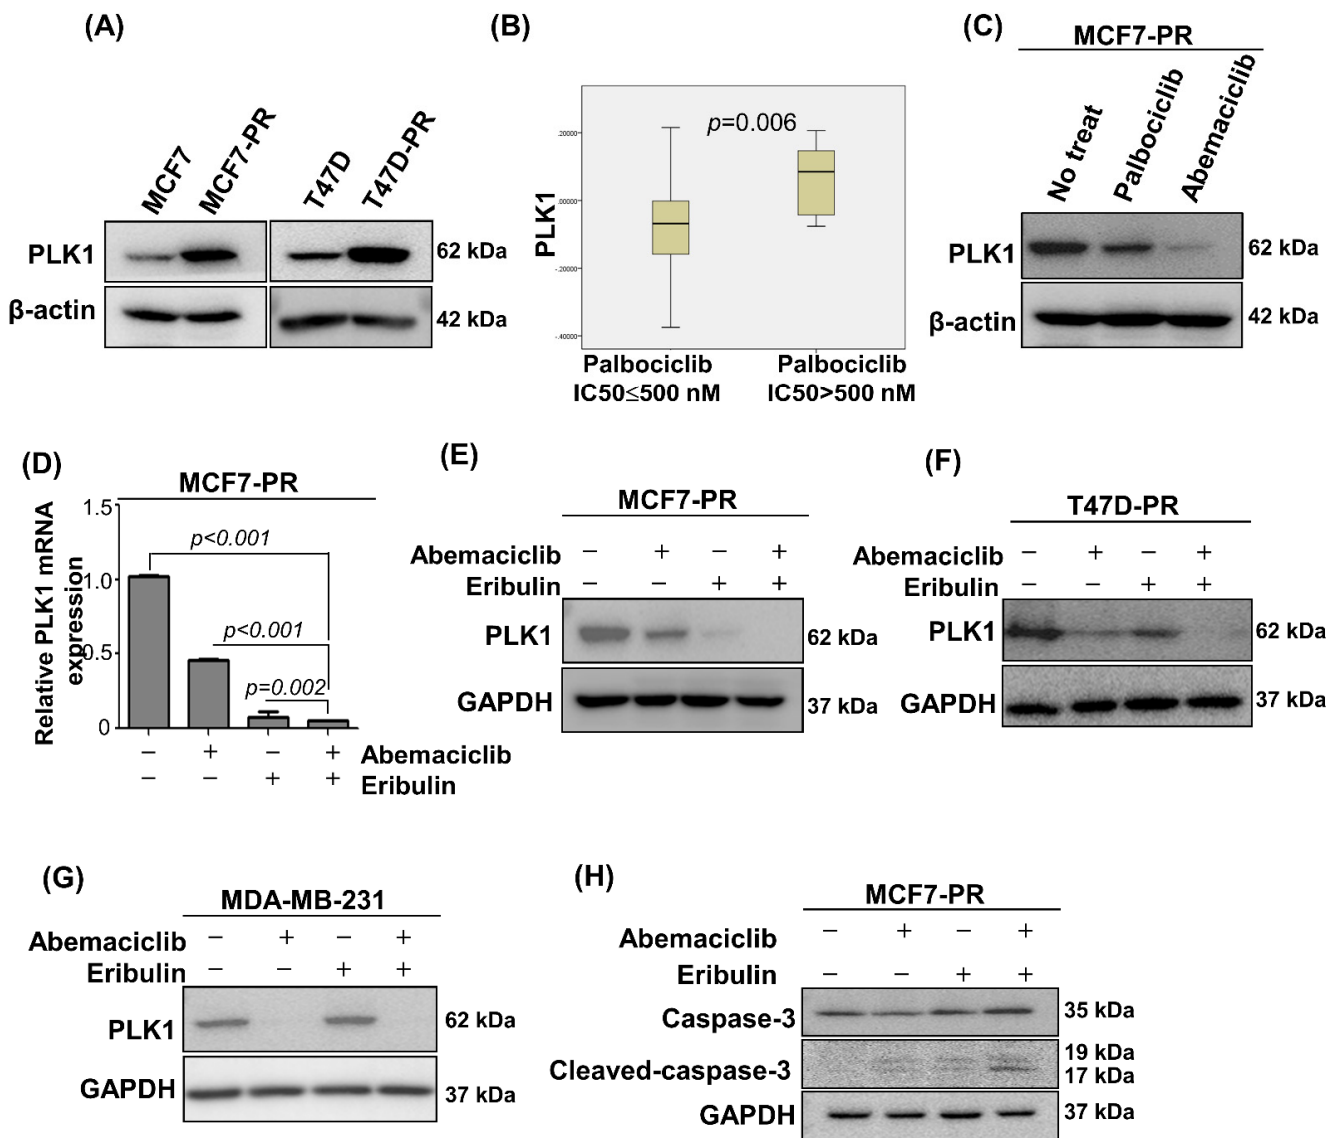 (A)
MCF7
MCF7-PR
T47D
T47D-PR
PLK1
62 kDa
β-actin
42 kDa
(B)
PLK1
.20000
.00000
-.20000
-.40000
p=0.006
Palbociclib
IC50≤500 nM
Palbociclib
IC50>500 nM
(C)
MCF7-PR
No treat
Palbociclib
Abemaciclib
PLK1
62 kDa
β-actin
42 kDa
(D)
MCF7-PR
Relative PLK1 mRNA
expression
1.5
1.0
0.5
0
p<0.001
p<0.001
p=0.002
− + − + Abemaciclib
− − + + Eribulin
(E)
MCF7-PR
Abemaciclib − + − +
Eribulin − − + +
PLK1
62 kDa
GAPDH
37 kDa
(F)
T47D-PR
Abemaciclib − + − +
Eribulin − − + +
PLK1
62 kDa
GAPDH
37 kDa
(G)
MDA-MB-231
Abemaciclib − + − +
Eribulin − − + +
PLK1
62 kDa
GAPDH
37 kDa
(H)
MCF7-PR
Abemaciclib − + − +
Eribulin − − + +
Caspase-3
35 kDa
Cleaved-caspase-3
19 kDa
17 kDa
GAPDH
37 kDa